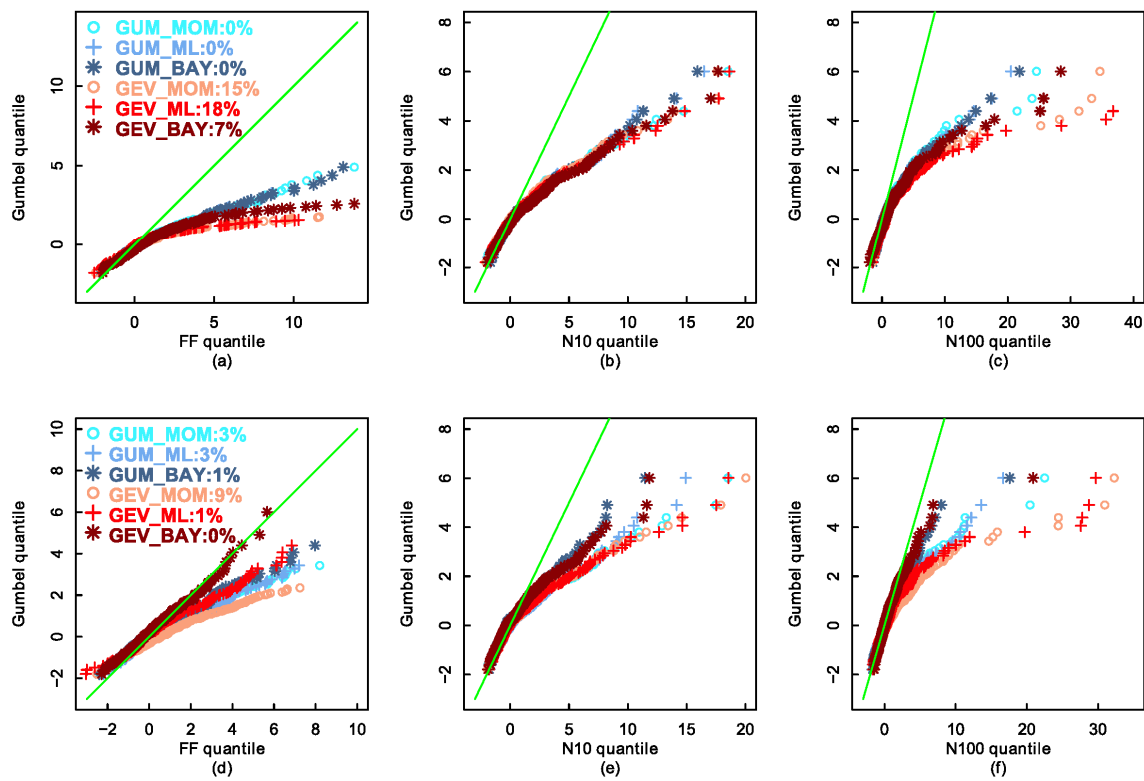 GUM_MOM:0%
GUM_ML:0%
GUM_BAY:0%
GEV_MOM:15%
GEV_ML:18%
GEV_BAY:7%
Gumbel quantile
0 5 10
0 5 10
FF quantile
(a)
Gumbel quantile
−2 0 2 4 6 8
0 5 10 15 20
N10 quantile
(b)
Gumbel quantile
−2 0 2 4 6 8
0 10 20 30 40
N100 quantile
(c)
GUM_MOM:3%
GUM_ML:3%
GUM_BAY:1%
GEV_MOM:9%
GEV_ML:1%
GEV_BAY:0%
Gumbel quantile
−2 0 2 4 6 8 10
−2 0 2 4 6 8 10
FF quantile
(d)
Gumbel quantile
−2 0 2 4 6 8
0 5 10 15 20
N10 quantile
(e)
Gumbel quantile
−2 0 2 4 6 8
0 10 20 30
N100 quantile
(f)